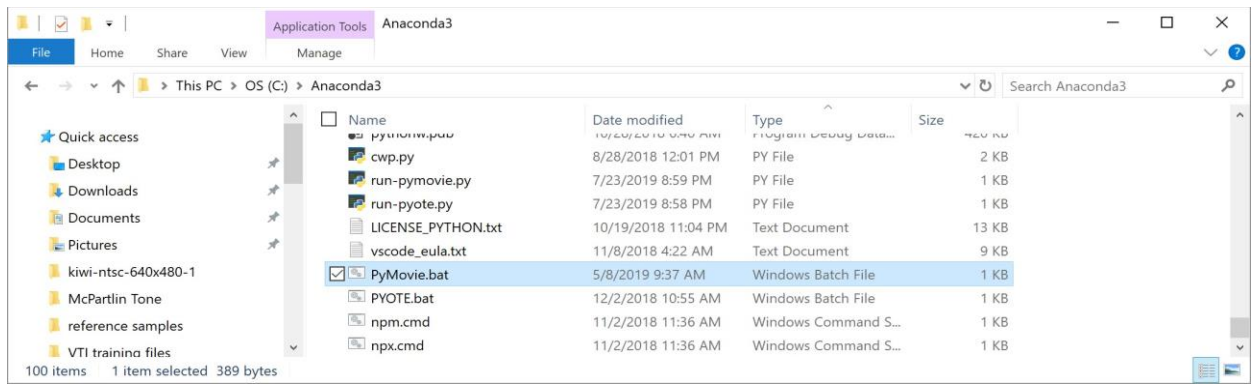 Application Tools Anaconda3
File Home Share View Manage
This PC > OS (C:) > Anaconda3 Search Anaconda3
Name Date modified Type Size
Quick access
pythonw.pdb Program Debug Data...
Desktop cwp.py 8/28/2018 12:01 PM PY File 2 KB
Downloads run-pymovie.py 7/23/2019 8:59 PM PY File 1 KB
run-pyote.py 7/23/2019 8:58 PM PY File 1 KB
Documents LICENSE_PYTHON.txt 10/19/2018 11:04 PM Text Document 13 KB
Pictures vscode_eula.txt 11/8/2018 4:22 AM Text Document 9 KB
kiwi-ntsc-640x480-1 PyMovie.bat 5/8/2019 9:37 AM Windows Batch File 1 KB
McPartlin Tone PYOTE.bat 12/2/2018 10:55 AM Windows Batch File 1 KB
reference samples npm.cmd 11/2/2018 11:36 AM Windows Command S... 1 KB
VTI training files npx.cmd 11/2/2018 11:36 AM Windows Command S... 1 KB
100 items 1 item selected 389 bytes